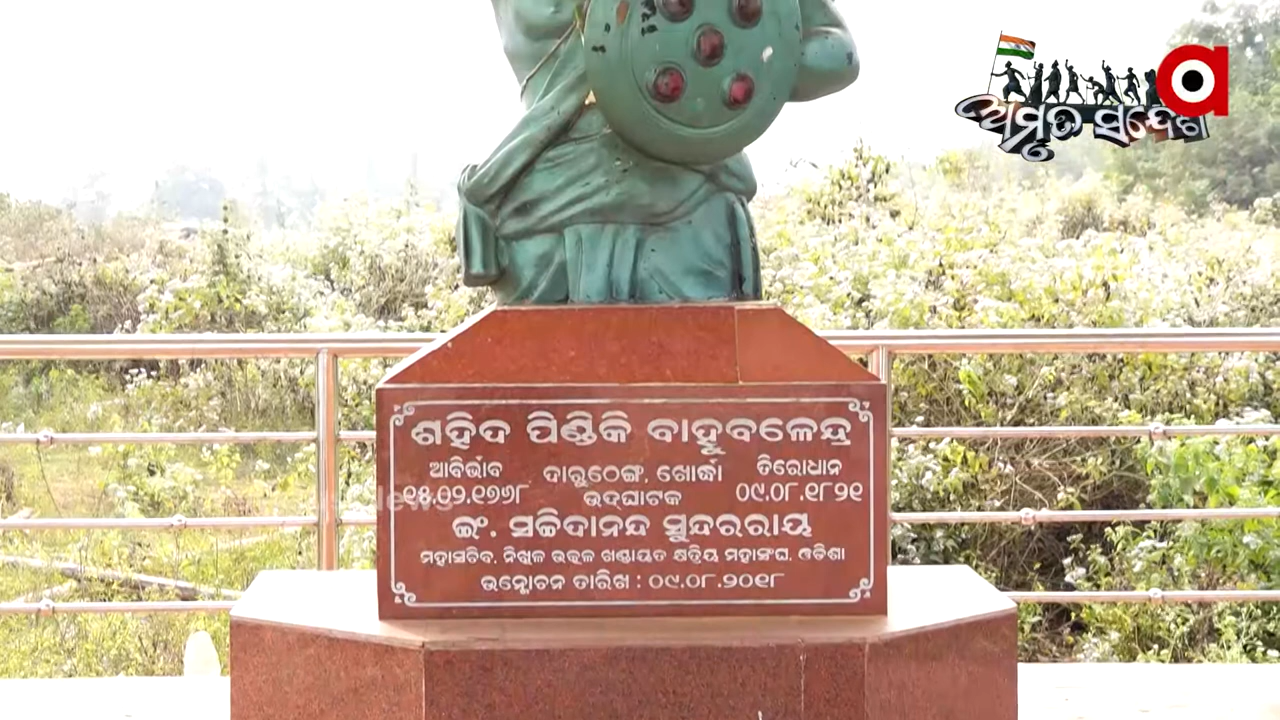 ଅମୃତ ସନ୍ଦେଶ
ଶହିଦ ପିଣ୍ଡିକି ବାହୁବଳେନ୍ଦ୍ର
ଆବିର୍ଭାବ ଦାରୁଠେଙ୍ଗ, ଖୋର୍ଦ୍ଧା ତିରୋଧାନ
୧୫.୦୨.୧୭୬୮ ଉଦ୍‌ଘାଟକ ୦୯.୦୮.୧୮୨୧
ଇଂ. ସଚ୍ଚିଦାନନ୍ଦ ସୁନ୍ଦରରାୟ
ମହାସଚିବ, ନିଖିଳ ଉତ୍କଳ ଖଣ୍ଡାୟତ କ୍ଷତ୍ରିୟ ମହାସଂଘ, ଓଡିଶା
ଉନ୍ମୋଚନ ତାରିଖ : ୦୯.୦୮.୨୦୧୮